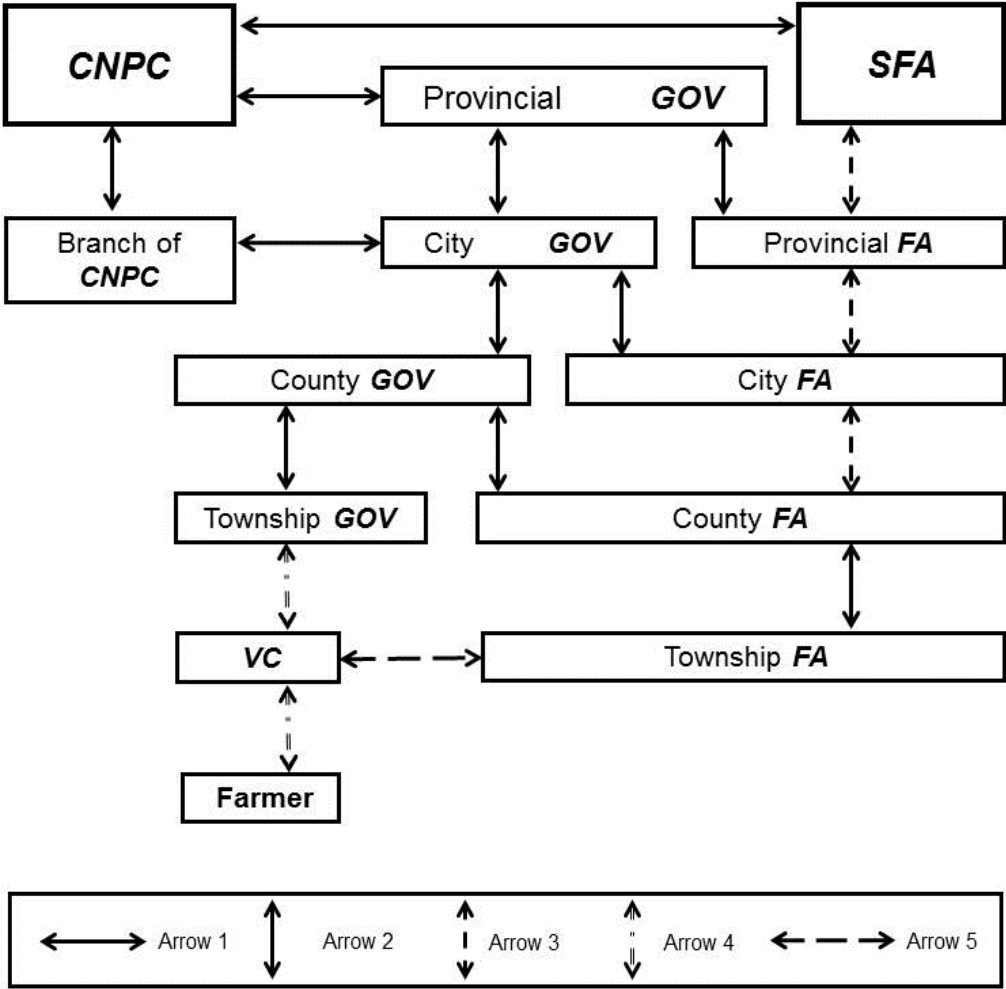 CNPC
SFA
Provincial GOV
Branch of
CNPC
City GOV
Provincial FA
County GOV
City FA
Township GOV
County FA
VC
Township FA
Farmer
Arrow 1
Arrow 2
Arrow 3
Arrow 4
Arrow 5